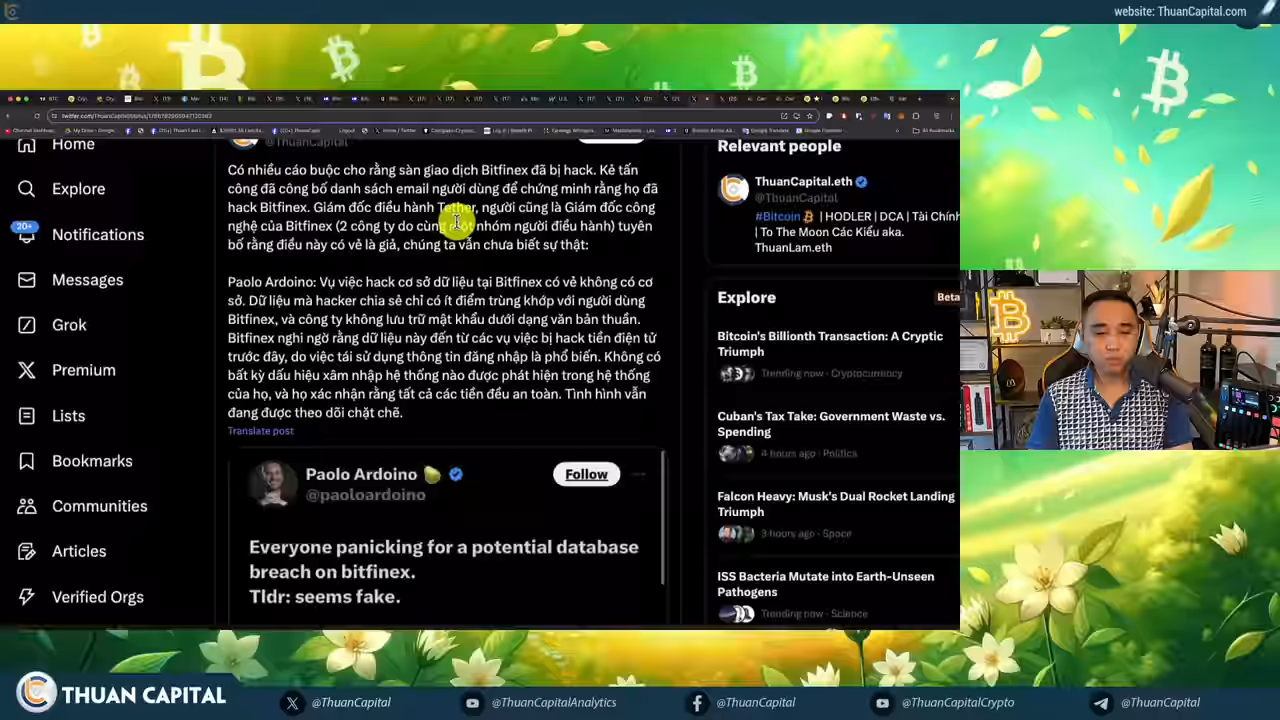 website: ThuanCapital.com
Home
Explore
20+
Notifications
Messages
Grok
Premium
Lists
Bookmarks
Communities
Articles
Verified Orgs
@ThuanCapital
Có nhiều cáo buộc cho rằng sàn giao dịch Bitfinex đã bị hack. Kẻ tấn
công đã công bố danh sách email người dùng để chứng minh rằng họ đã
hack Bitfinex. Giám đốc điều hành Tether, người cũng là Giám đốc công
nghệ của Bitfinex (2 công ty do cùng một nhóm người điều hành) tuyên
bố rằng điều này có vẻ là giả, chúng ta vẫn chưa biết sự thật:
Paolo Ardoino: Vụ việc hack cơ sở dữ liệu tại Bitfinex có vẻ không có cơ
sở. Dữ liệu mà hacker chia sẻ chỉ có ít điểm trùng khớp với người dùng
Bitfinex, và công ty không lưu trữ mật khẩu dưới dạng văn bản thuần.
Bitfinex nghi ngờ rằng dữ liệu này đến từ các vụ việc bị hack tiền điện tử
trước đây, do việc tái sử dụng thông tin đăng nhập là phổ biến. Không có
bất kỳ dấu hiệu xâm nhập hệ thống nào được phát hiện trong hệ thống
của họ, và họ xác nhận rằng tất cả các tiền đều an toàn. Tình hình vẫn
đang được theo dõi chặt chẽ.
Translate post
Paolo Ardoino
Follow
@paoloardoino
Everyone panicking for a potential database
breach on bitfinex.
Tldr: seems fake.
Relevant people
ThuanCapital.eth
@ThuanCapital
#Bitcoin | HODLER | DCA | Tài Chính
| To The Moon Các Kiểu aka.
ThuanLam.eth
Explore
Beta
Bitcoin's Billionth Transaction: A Cryptic
Triumph
Trending now · Cryptocurrency
Cuban's Tax Take: Government Waste vs.
Spending
4 hours ago · Politics
Falcon Heavy: Musk's Dual Rocket Landing
Triumph
3 hours ago · Space
ISS Bacteria Mutate into Earth-Unseen
Pathogens
Trending now · Science
THUAN CAPITAL
@ThuanCapital
@ThuanCapitalAnalytics
@ThuanCapital
@ThuanCapitalCrypto
@ThuanCapital